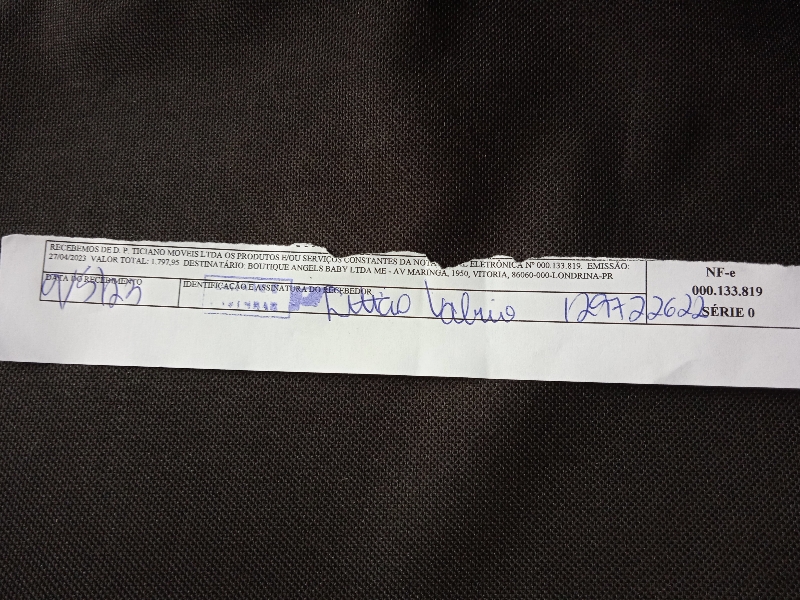 RECEBEMOS DE D. P. TICIANO MOVEIS LTDA OS PRODUTOS E/OU SERVIÇOS CONSTANTES DA NOTA ELETRÔNICA Nº 000.133.819. EMISSÃO:
27/04/2023 VALOR TOTAL: 1.797,95 DESTINATÁRIO: BOUTIQUE ANGELS BABY LTDA ME - AV MARINGA, 1950, VITORIA, 86060-000-LONDRINA-PR
DATA DE RECEBIMENTO
IDENTIFICAÇÃO E ASSINATURA DO RECEBEDOR
129722622
NF-e
000.133.819
SÉRIE 0